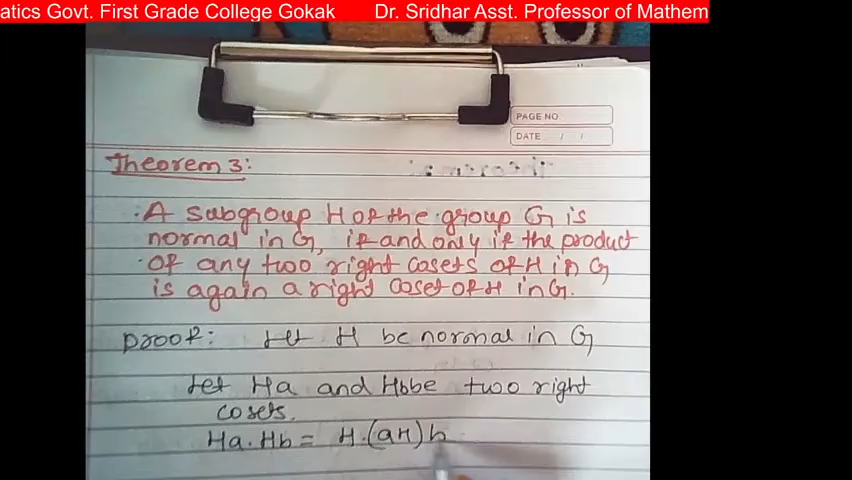 atics Govt. First Grade College Gokak Dr. Sridhar Asst. Professor of Mathem
PAGE NO.
DATE / /
Theorem 3:
A subgroup H of the group G is
normal in G, if and only if the product
of any two right cosets of H in G
is again a right coset of H in G.
Proof: Let H be normal in G
Let Ha and Hb be two right
cosets.
Ha.Hb = H.(aH)b